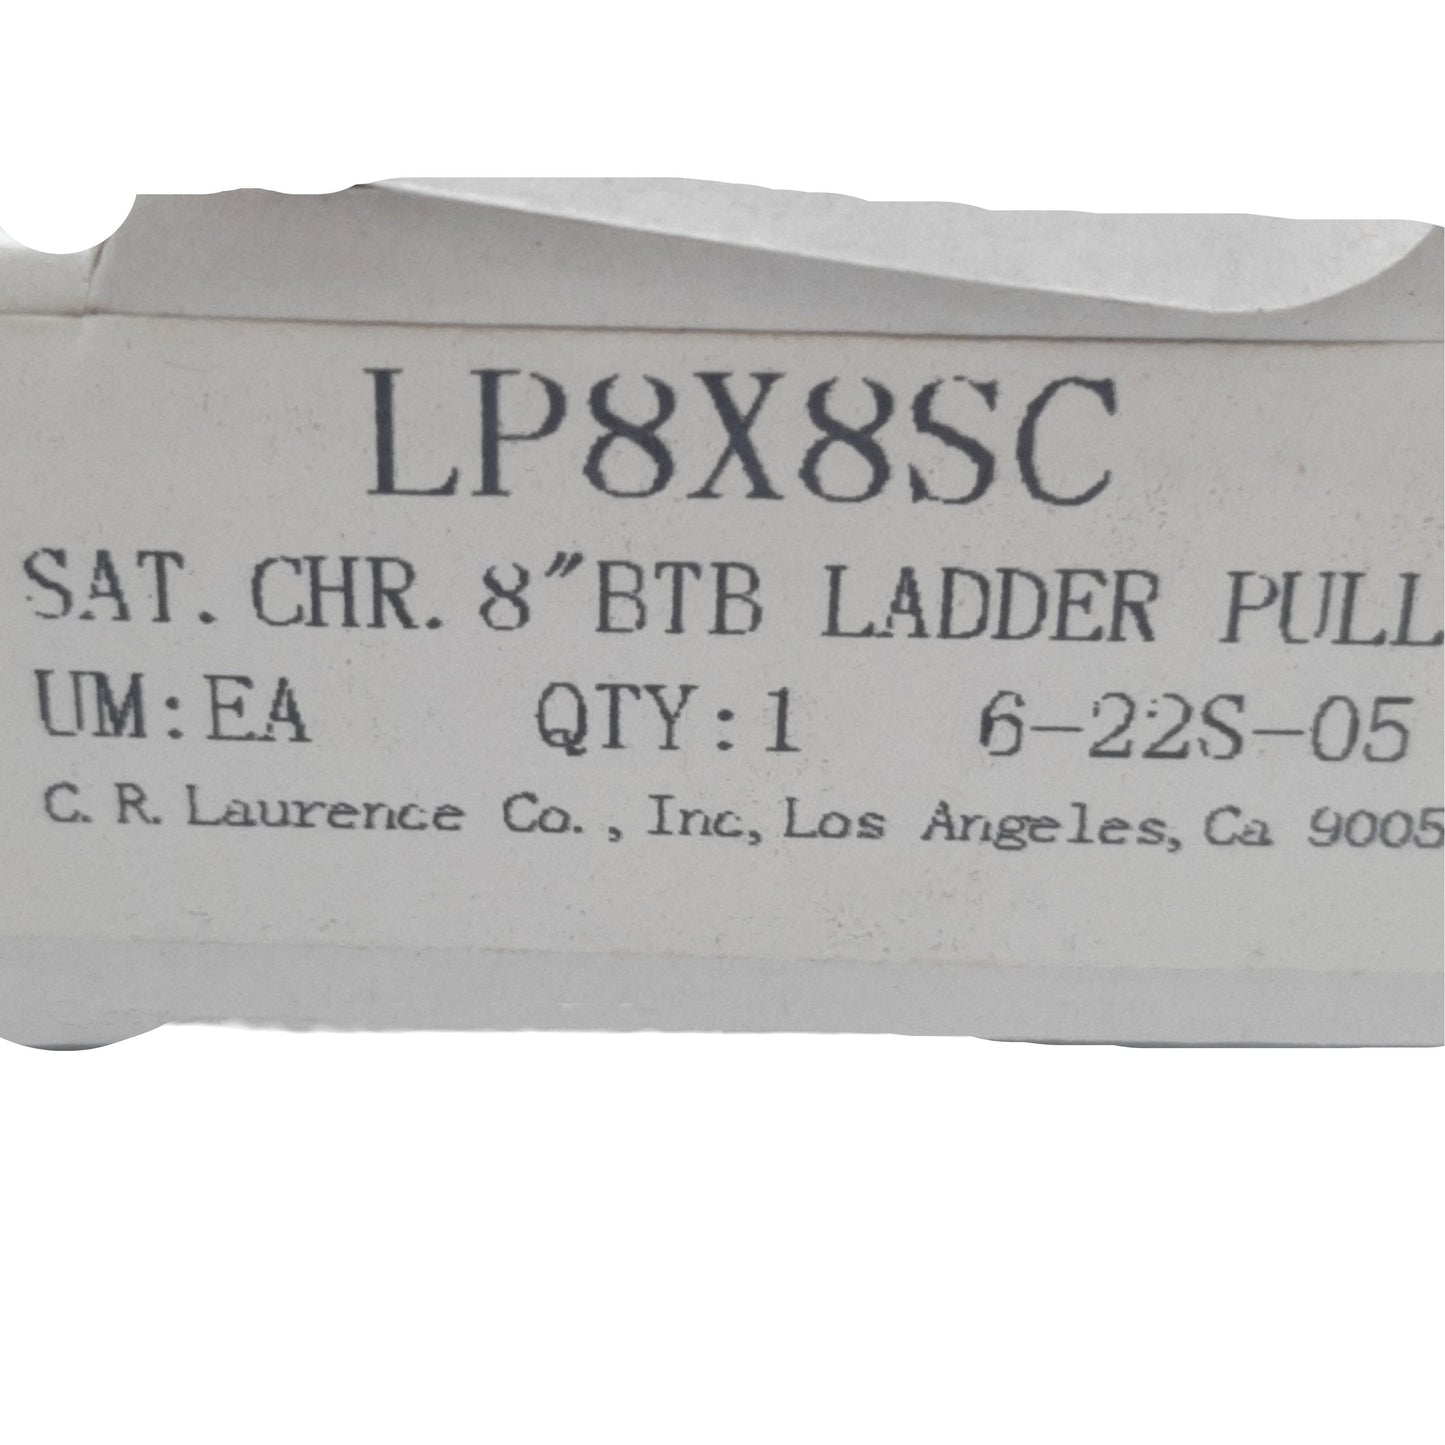 LP8X8SC
SAT. CHR. 8"BTB LADDER PULL
UM:EA QTY:1 6-22S-05
C. R. Laurence Co., Inc, Los Angeles, Ca 9005